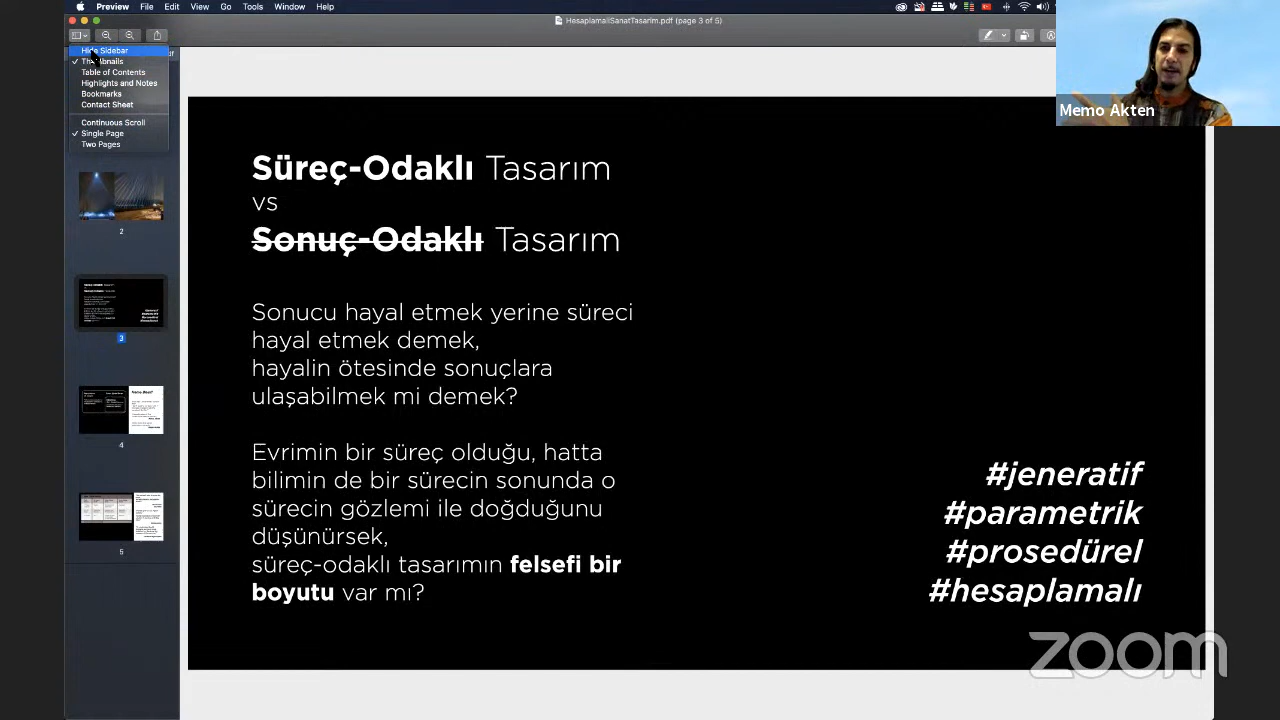 Preview File Edit View Go Tools Window Help
HesaplamaliSanatTasarim.pdf (page 3 of 5)
Hide Sidebar
Thumbnails
Table of Contents
Highlights and Notes
Bookmarks
Contact Sheet
Continuous Scroll
Single Page
Two Pages
2
3
4
5
Memo Akten
Süreç-Odaklı Tasarım
vs
Sonuç-Odaklı Tasarım
Sonucu hayal etmek yerine süreci
hayal etmek demek,
hayalin ötesinde sonuçlara
ulaşabilmek mi demek?
Evrimin bir süreç olduğu, hatta
bilimin de bir sürecin sonunda o
sürecin gözlemi ile doğduğunu
düşünürsek,
süreç-odaklı tasarımın felsefi bir
boyutu var mı?
#jeneratif
#parametrik
#prosedürel
#hesaplamalı
zoom